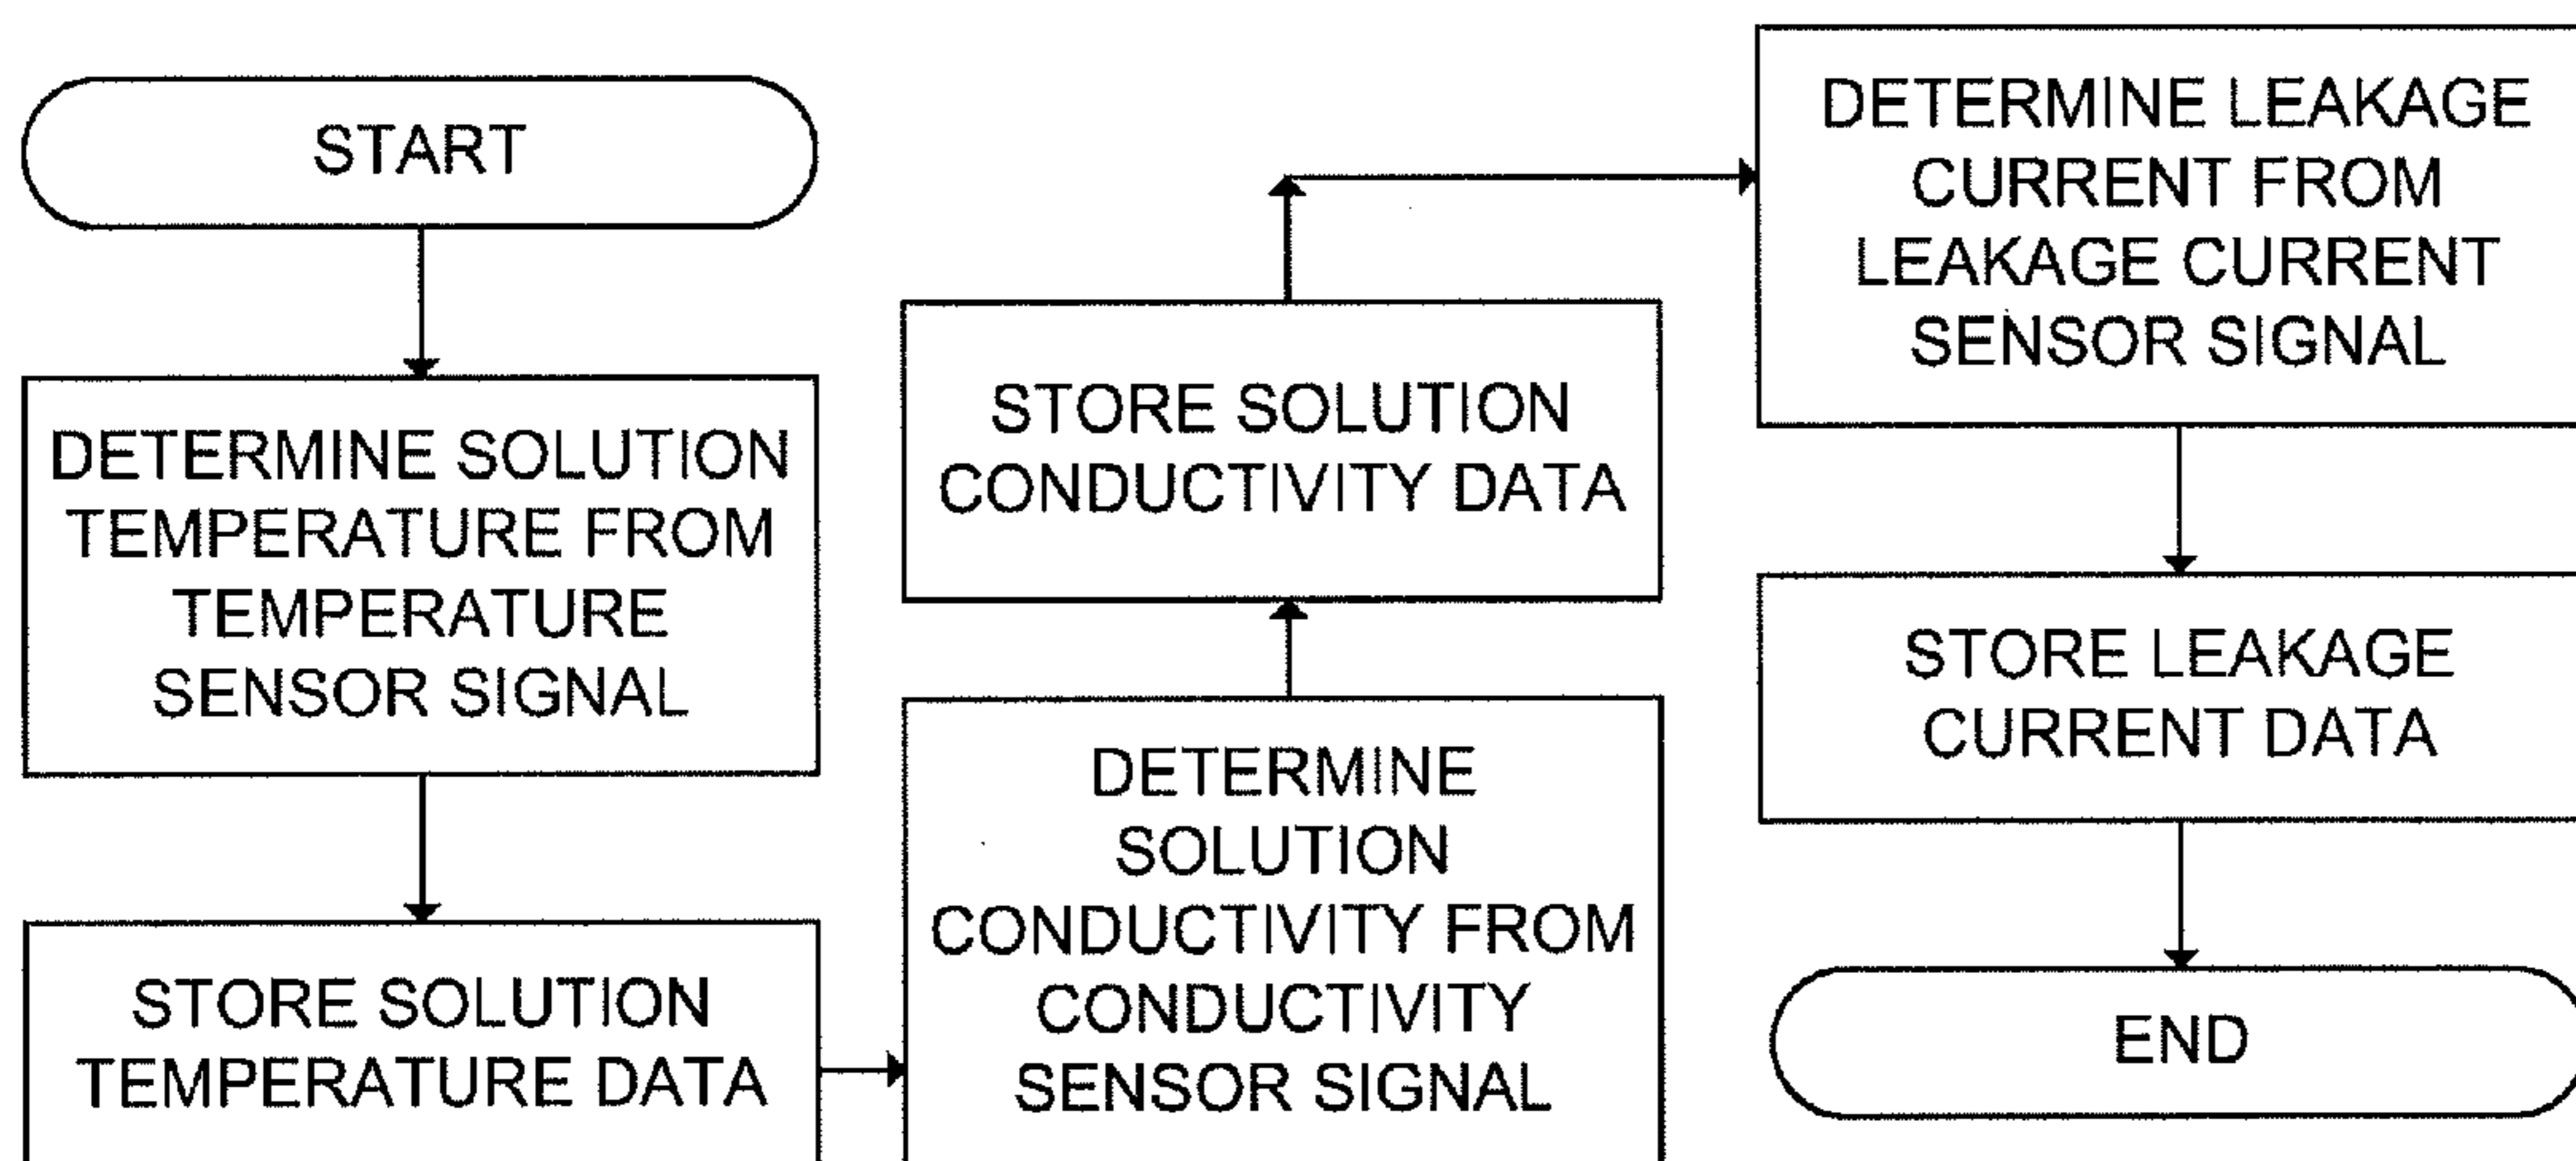 START
DETERMINE SOLUTION
TEMPERATURE FROM
TEMPERATURE
SENSOR SIGNAL
STORE SOLUTION
TEMPERATURE DATA
DETERMINE
SOLUTION
CONDUCTIVITY FROM
CONDUCTIVITY
SENSOR SIGNAL
STORE SOLUTION
CONDUCTIVITY DATA
DETERMINE LEAKAGE
CURRENT FROM
LEAKAGE CURRENT
SENSOR SIGNAL
STORE LEAKAGE
CURRENT DATA
END